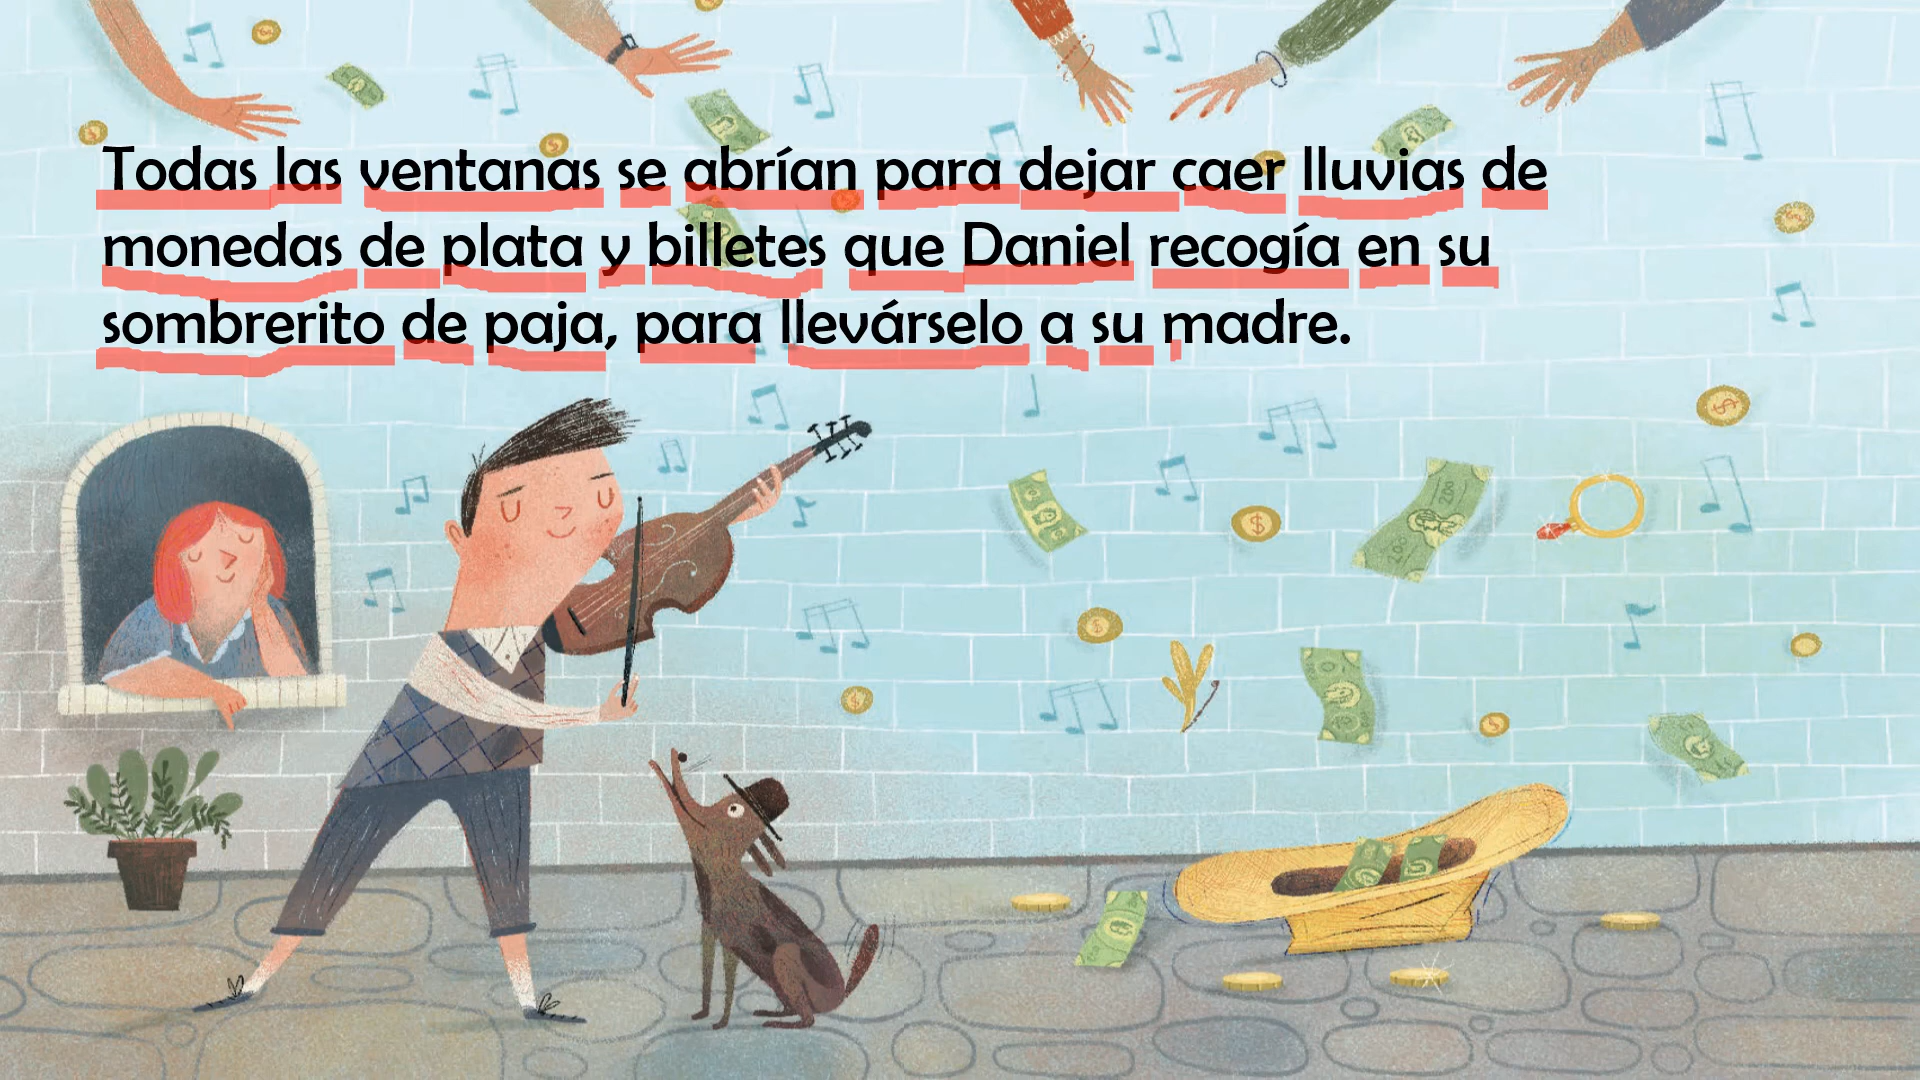 Todas las ventanas se abrían para dejar caer lluvias de
monedas de plata y billetes que Daniel recogía en su
sombrerito de paja, para llevárselo a su madre.